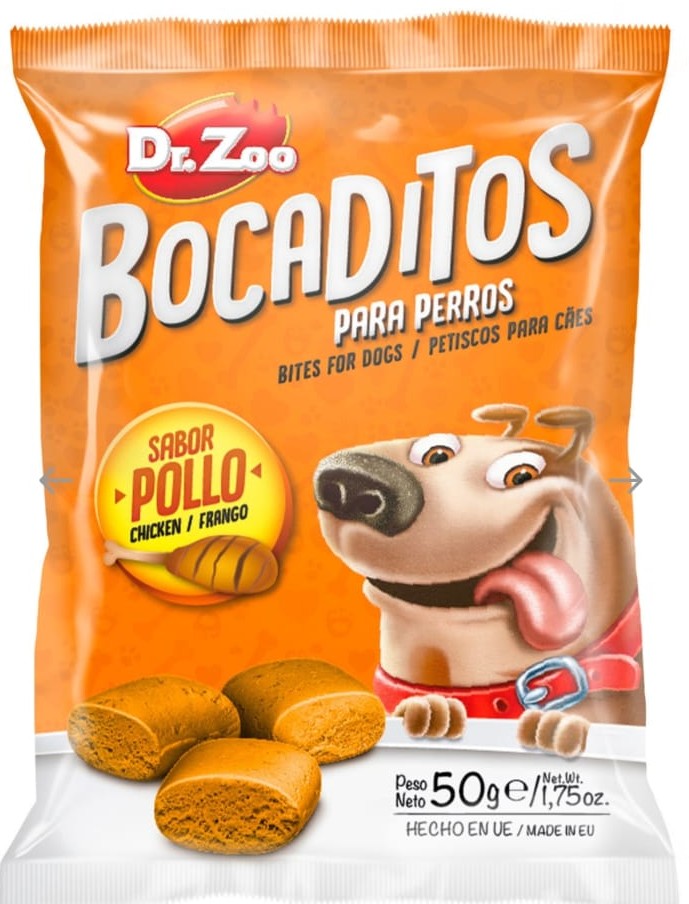 Dr. Zoo
BOCADiTOS
PARA PERROS
BITES FOR DOGS / PETISCOS PARA CÃES
SABOR
POLLO
CHICKEN / FRANGO
Peso Neto 50g e / Net.Wt. 1,75oz.
HECHO EN UE / MADE IN EU